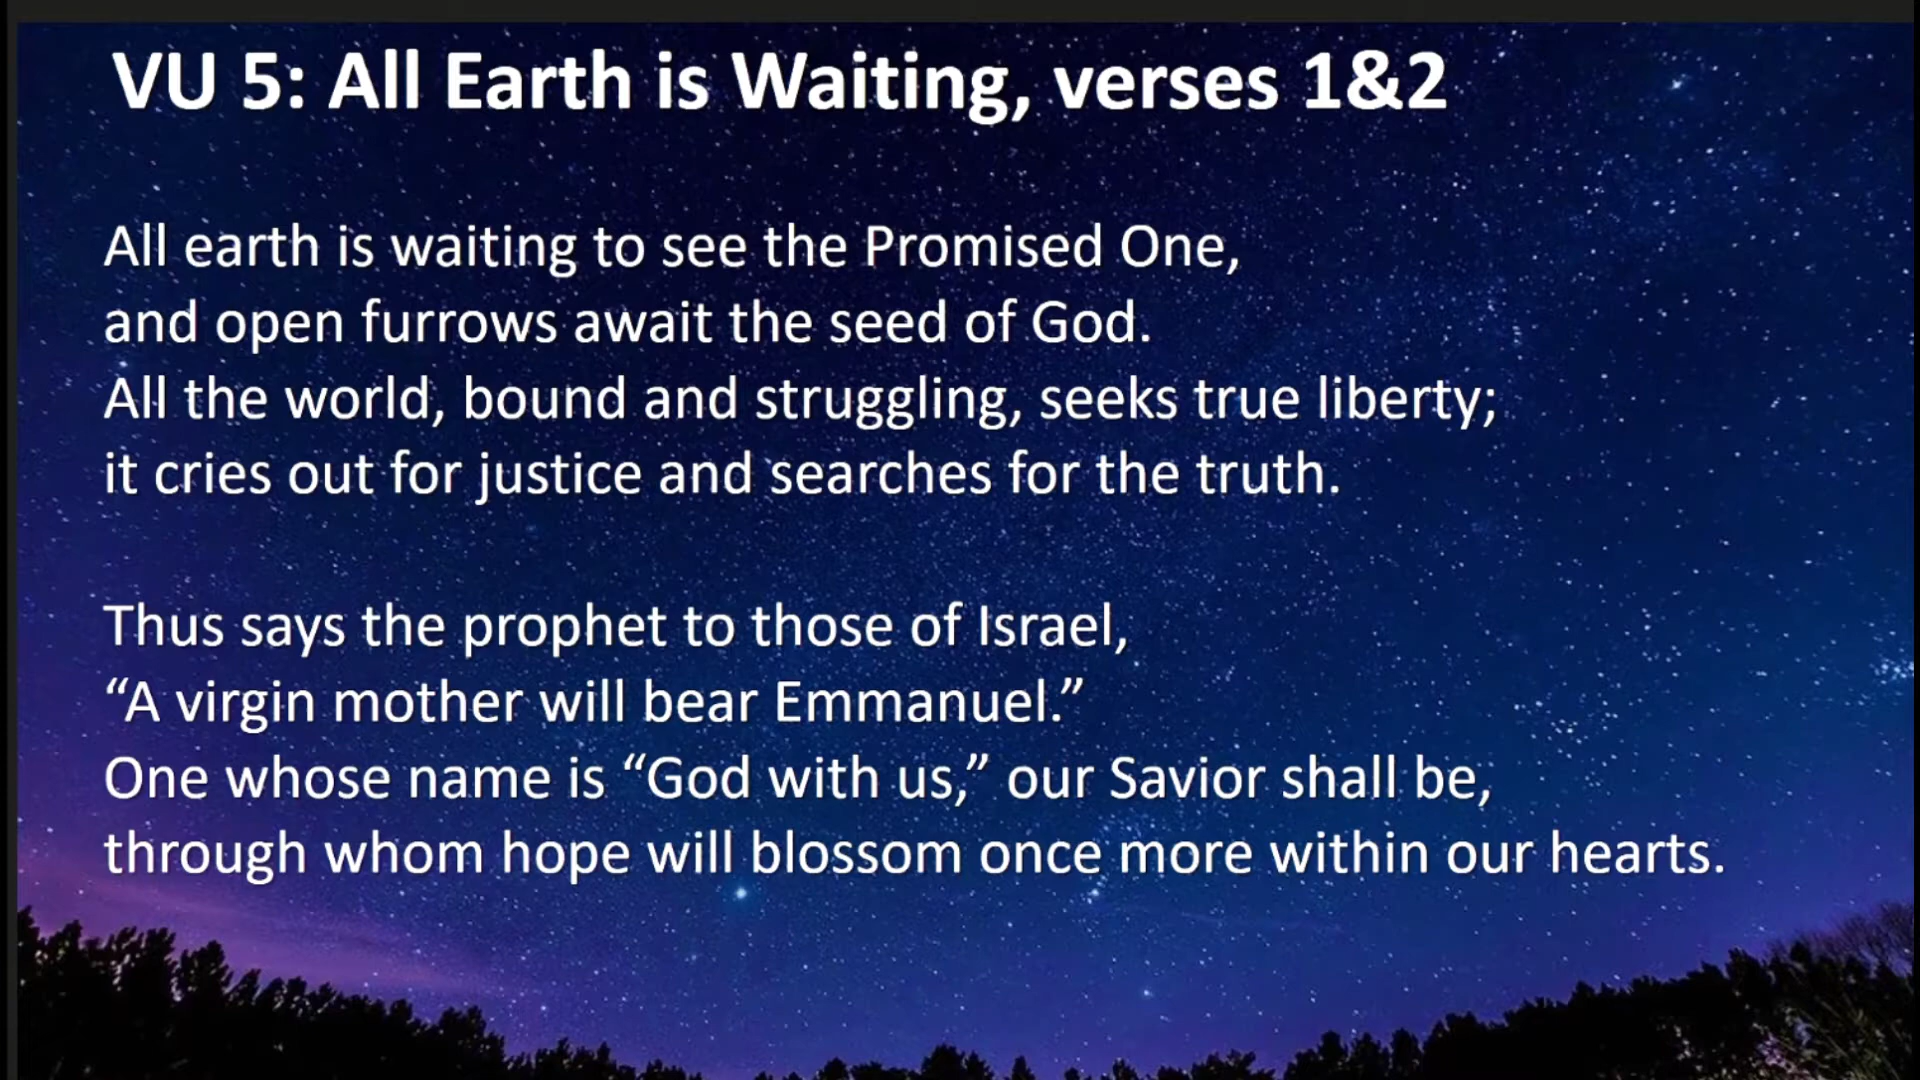 VU 5: All Earth is Waiting, verses 1&2
All earth is waiting to see the Promised One,
and open furrows await the seed of God.
All the world, bound and struggling, seeks true liberty;
it cries out for justice and searches for the truth.
Thus says the prophet to those of Israel,
“A virgin mother will bear Emmanuel.”
One whose name is “God with us,” our Savior shall be,
through whom hope will blossom once more within our hearts.